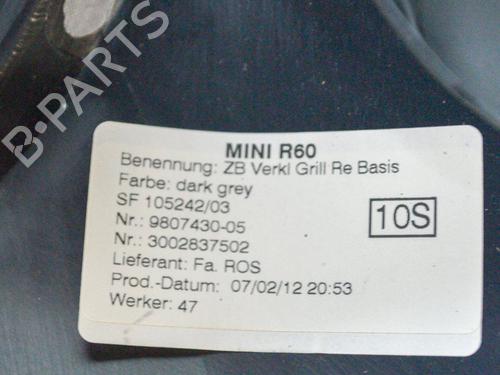 B-PARTS
MINI R60
Benennung: ZB Verkl Grill Re Basis
Farbe: dark grey
SF 105242/03
10S
Nr.: 9807430-05
Nr.: 3002837502
Lieferant: Fa. ROS
Prod.-Datum: 07/02/12 20:53
Werker: 47